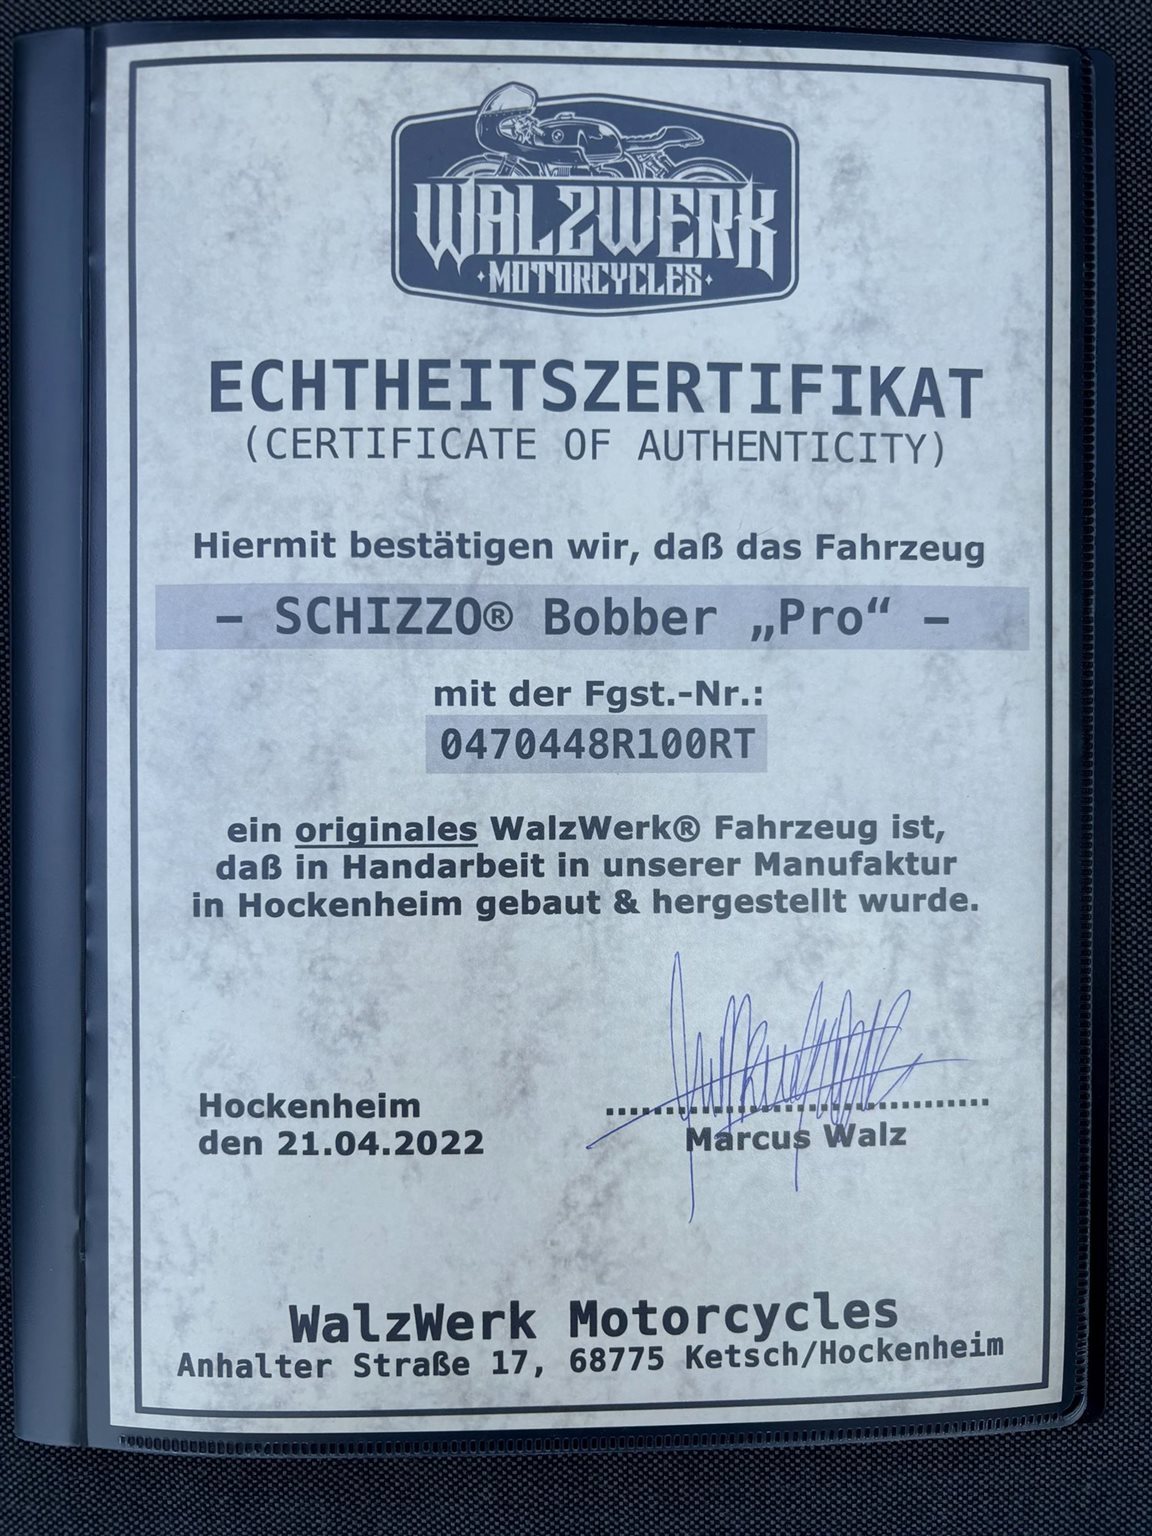 WALZWERK
·MOTORCYCLES·
ECHTHEITSZERTIFIKAT
(CERTIFICATE OF AUTHENTICITY)
Hiermit bestätigen wir, daß das Fahrzeug
– SCHIZZO® Bobber „Pro“ –
mit der Fgst.-Nr.:
0470448R100RT
ein originales WalzWerk® Fahrzeug ist,
daß in Handarbeit in unserer Manufaktur
in Hockenheim gebaut & hergestellt wurde.
Hockenheim
den 21.04.2022
Marcus Walz
WalzWerk Motorcycles
Anhalter Straße 17, 68775 Ketsch/Hockenheim